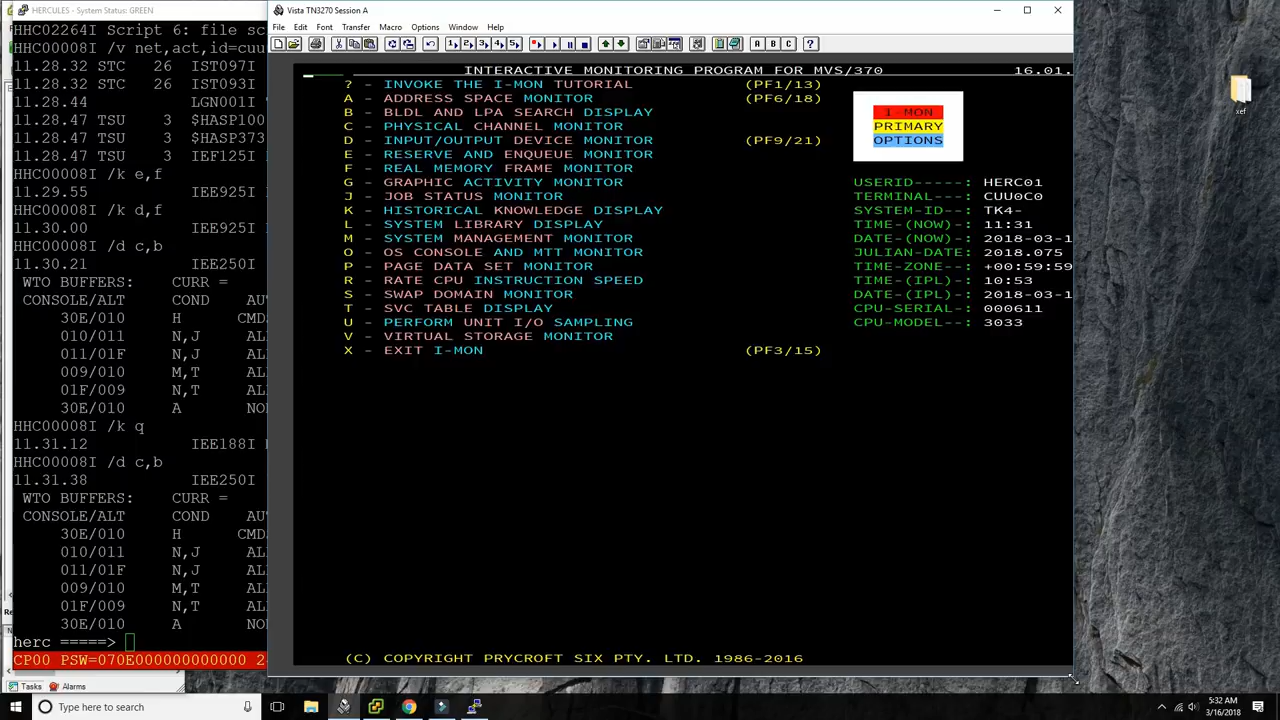 HERCULES - System Status: GREEN
HHC02264I Script 6: file sc
HHC00008I /v net,act,id=cuu
11.28.32 STC 26 IST097I
11.28.32 STC 26 IST093I
11.28.44 LGN001I
11.28.47 TSU 3 $HASP100
11.28.47 TSU 3 $HASP373
11.28.47 TSU 3 IEF125I
HHC00008I /k e,f
11.29.55 IEE925I
HHC00008I /k d,f
11.30.00 IEE925I
HHC00008I /d c,b
11.30.21 IEE250I
WTO BUFFERS: CURR =
CONSOLE/ALT COND AU
30E/010 H CMD
010/011 N,J AL
011/01F N,J AL
009/010 M,T AL
01F/009 N,T AL
30E/010 A NO
HHC00008I /k q
11.31.12 IEE188I
HHC00008I /d c,b
11.31.38 IEE250I
WTO BUFFERS: CURR =
CONSOLE/ALT COND AU
30E/010 H CMD
010/011 N,J AL
011/01F N,J AL
009/010 M,T AL
01F/009 N,T AL
30E/010 A NO
herc =====>
CP00 PSW=070E000000000000 2
Tasks Alarms
Vista TN3270 Session A
File Edit Font Transfer Macro Options Window Help
1 2 3 4 5 A B C ?
INTERACTIVE MONITORING PROGRAM FOR MVS/370 16.01.
? - INVOKE THE I-MON TUTORIAL (PF1/13)
A - ADDRESS SPACE MONITOR (PF6/18)
B - BLDL AND LPA SEARCH DISPLAY
C - PHYSICAL CHANNEL MONITOR
D - INPUT/OUTPUT DEVICE MONITOR (PF9/21)
E - RESERVE AND ENQUEUE MONITOR
F - REAL MEMORY FRAME MONITOR
G - GRAPHIC ACTIVITY MONITOR
J - JOB STATUS MONITOR
K - HISTORICAL KNOWLEDGE DISPLAY
L - SYSTEM LIBRARY DISPLAY
M - SYSTEM MANAGEMENT MONITOR
O - OS CONSOLE AND MTT MONITOR
P - PAGE DATA SET MONITOR
R - RATE CPU INSTRUCTION SPEED
S - SWAP DOMAIN MONITOR
T - SVC TABLE DISPLAY
U - PERFORM UNIT I/O SAMPLING
V - VIRTUAL STORAGE MONITOR
X - EXIT I-MON (PF3/15)
I-MON
PRIMARY
OPTIONS
USERID-----: HERC01
TERMINAL---: CUU0C0
SYSTEM-ID--: TK4-
TIME-(NOW)-: 11:31
DATE-(NOW)-: 2018-03-1
JULIAN-DATE: 2018.075
TIME-ZONE--: +00:59:59
TIME-(IPL)-: 10:53
DATE-(IPL)-: 2018-03-1
CPU-SERIAL-: 000611
CPU-MODEL--: 3033
(C) COPYRIGHT PRYCROFT SIX PTY. LTD. 1986-2016
xef
Type here to search
5:32 AM
3/16/2018